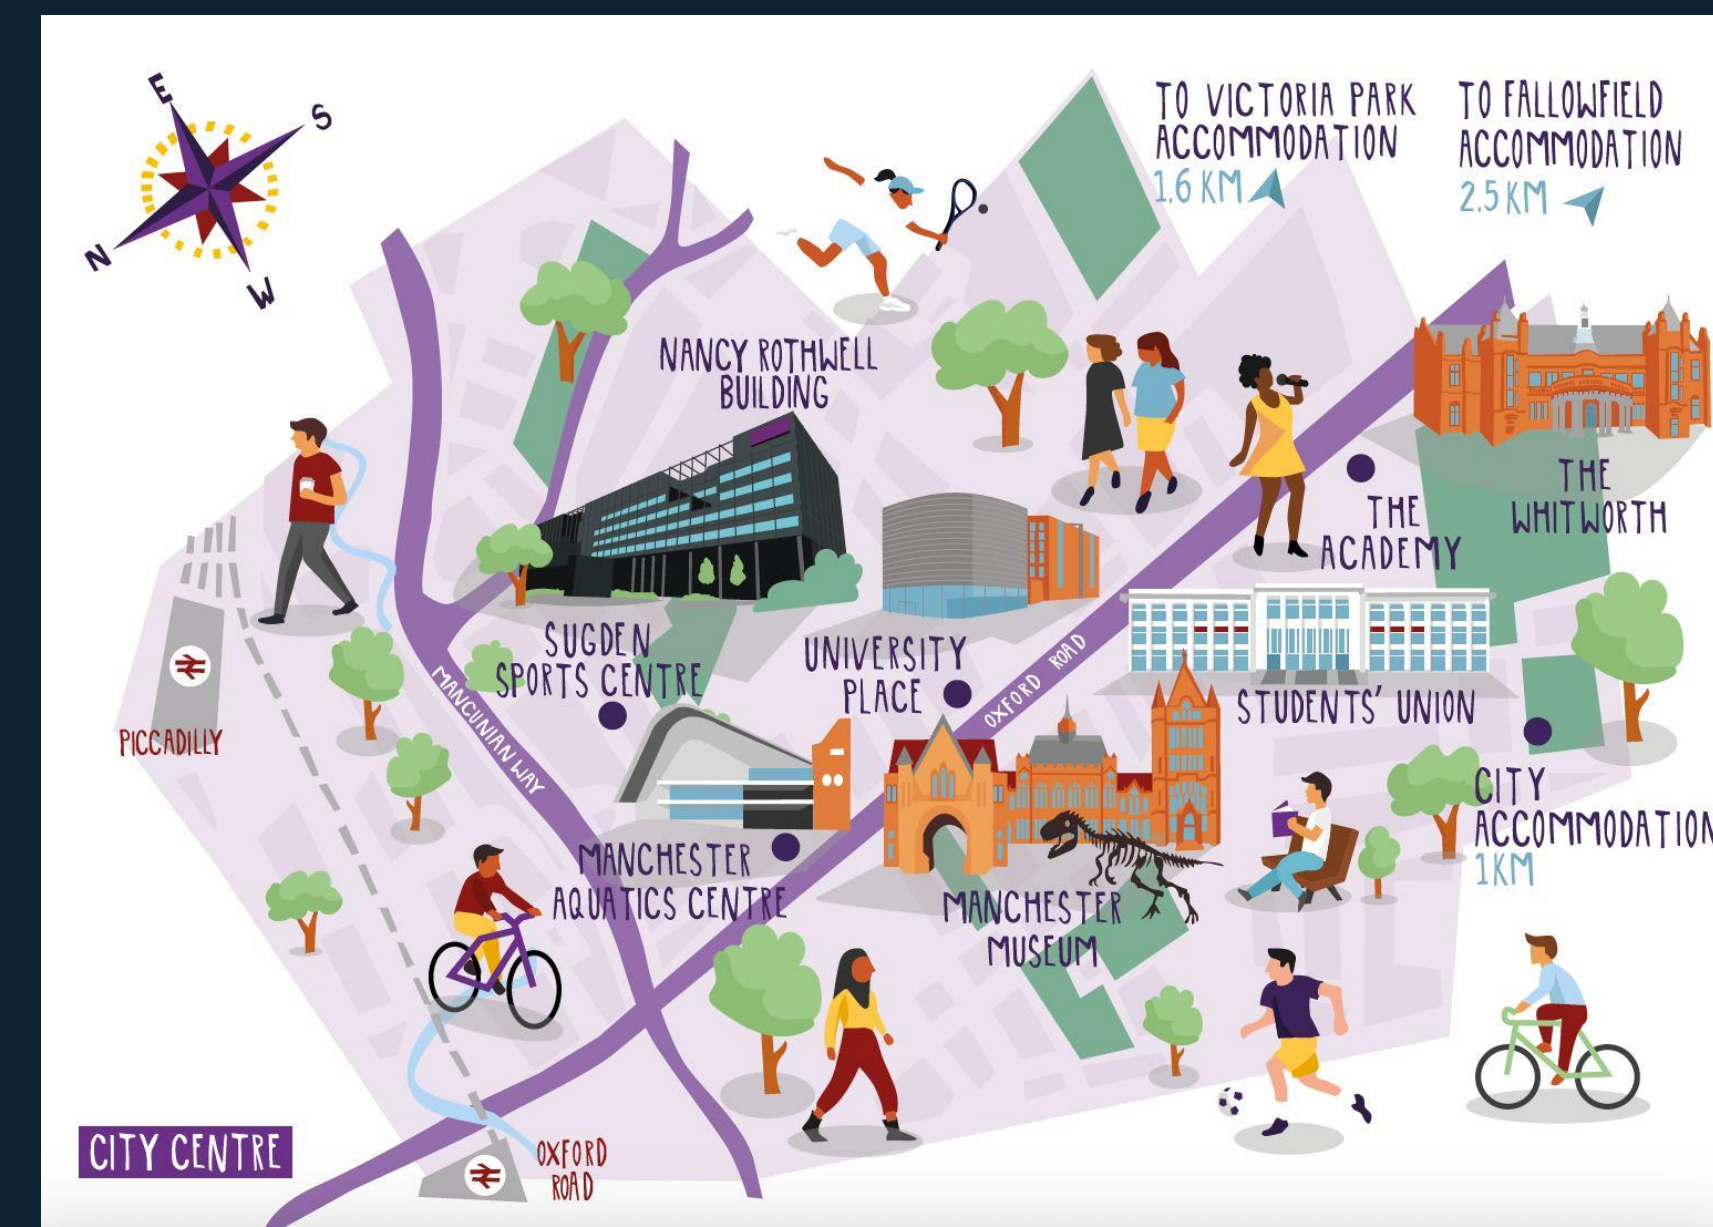 E
S
N
W
TO VICTORIA PARK
ACCOMMODATION
1.6 KM
TO FALLOWFIELD
ACCOMMODATION
2.5 KM
NANCY ROTHWELL
BUILDING
THE
WHITWORTH
THE
ACADEMY
SUGDEN
SPORTS CENTRE
UNIVERSITY
PLACE
OXFORD ROAD
MANCUNIAN WAY
STUDENTS' UNION
PICCADILLY
CITY
ACCOMMODATION
1KM
MANCHESTER
AQUATICS CENTRE
MANCHESTER
MUSEUM
CITY CENTRE
OXFORD
ROAD